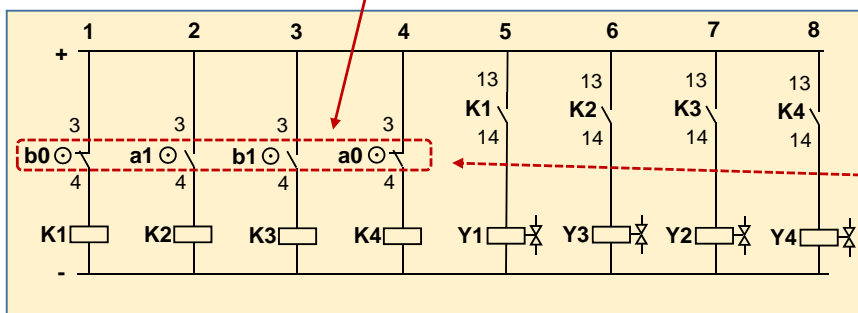 1 2 3 4 5 6 7 8
+
13 13 13 13
K1 K2 K3 K4
14 14 14 14
3 3 3 3
b0 a1 b1 a0
4 4 4 4
K1 K2 K3 K4 Y1 Y3 Y2 Y4
-